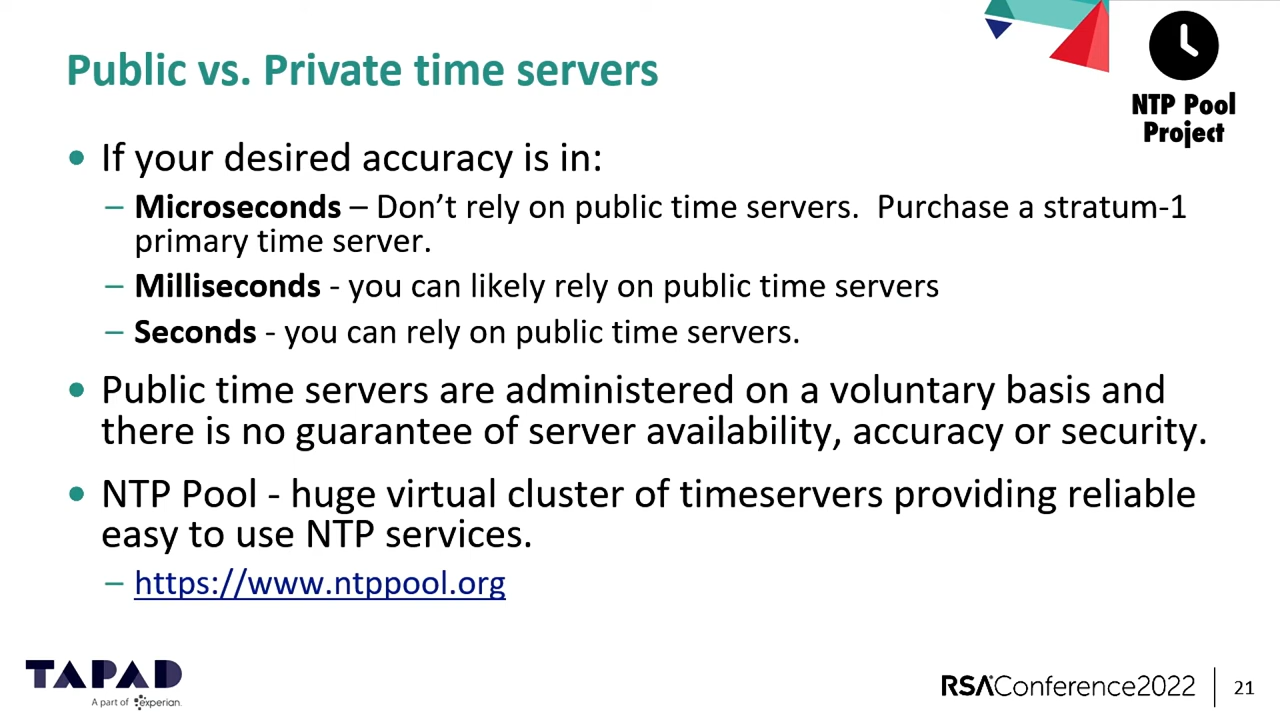 Public vs. Private time servers
NTP Pool
Project
• If your desired accuracy is in:
– Microseconds – Don’t rely on public time servers.  Purchase a stratum-1
primary time server.
– Milliseconds - you can likely rely on public time servers
– Seconds - you can rely on public time servers.
• Public time servers are administered on a voluntary basis and
there is no guarantee of server availability, accuracy or security.
• NTP Pool - huge virtual cluster of timeservers providing reliable
easy to use NTP services.
– https://www.ntppool.org
TAPAD
A part of experian.
RSAConference2022
21